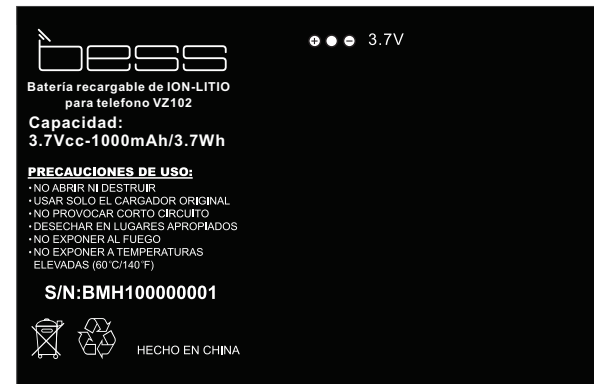 bess
3.7V
Batería recargable de ION-LITIO
para telefono VZ102
Capacidad:
3.7Vcc-1000mAh/3.7Wh
PRECAUCIONES DE USO:
·NO ABRIR NI DESTRUIR
·USAR SOLO EL CARGADOR ORIGINAL
·NO PROVOCAR CORTO CIRCUITO
·DESECHAR EN LUGARES APROPIADOS
·NO EXPONER AL FUEGO
·NO EXPONER A TEMPERATURAS
ELEVADAS (60°C/140°F)
S/N:BMH100000001
HECHO EN CHINA